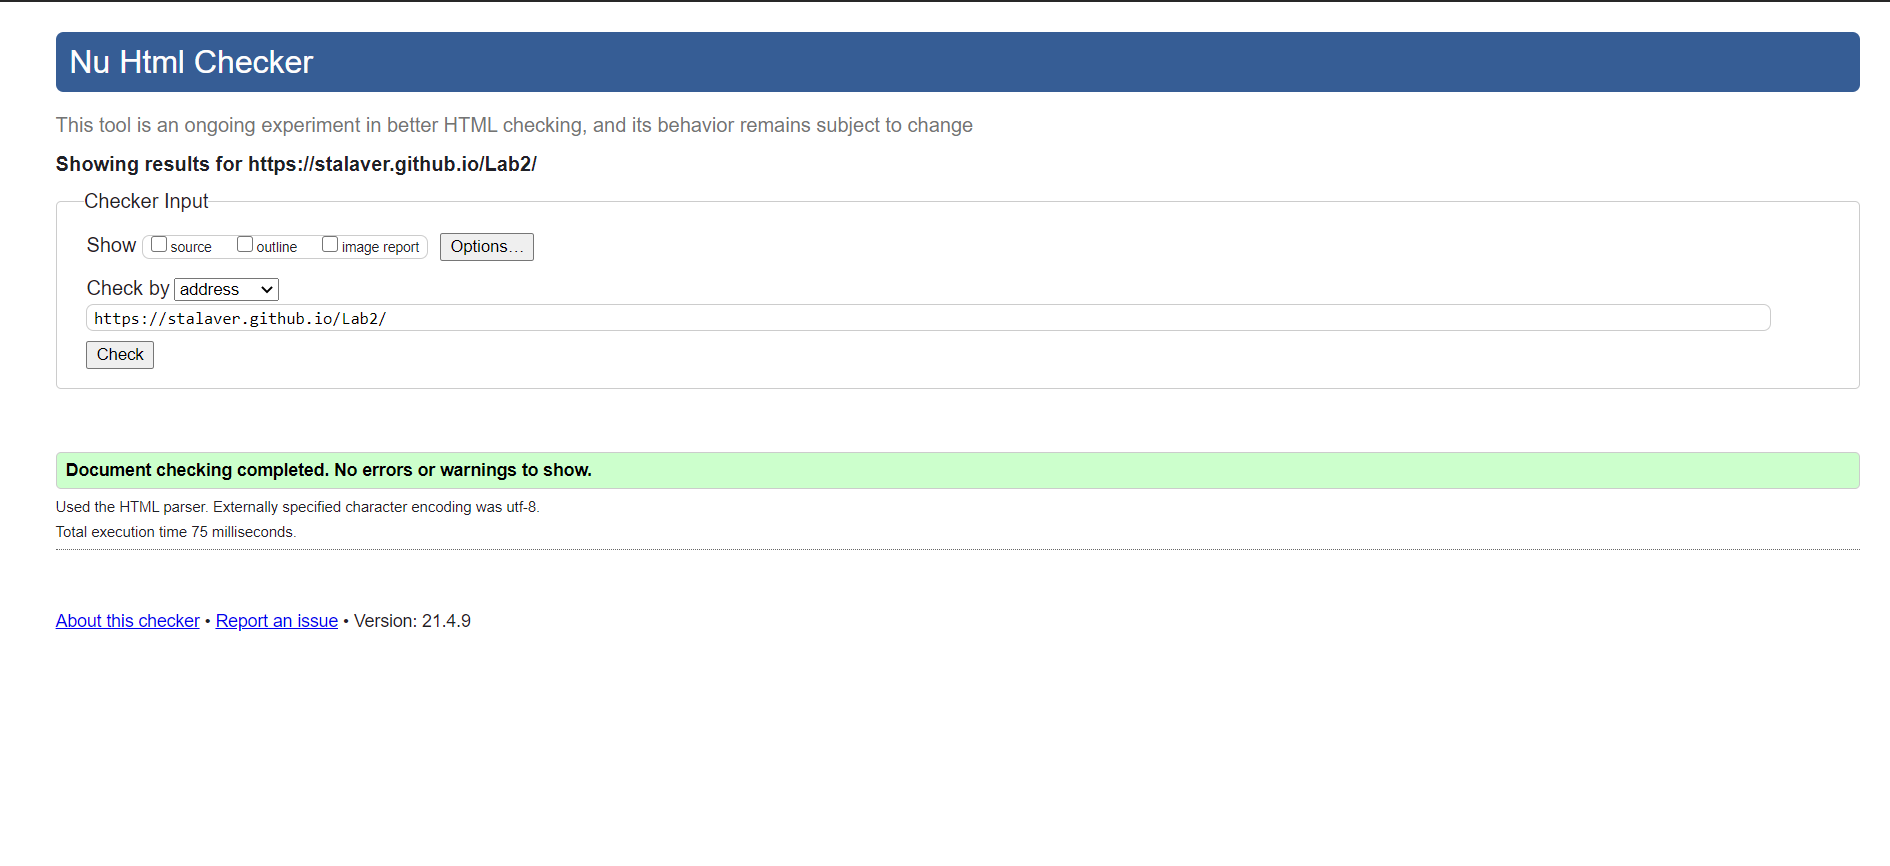 Nu Html Checker
This tool is an ongoing experiment in better HTML checking, and its behavior remains subject to change
Showing results for https://stalaver.github.io/Lab2/
Checker Input
Show source outline image report Options...
Check by address
https://stalaver.github.io/Lab2/
Check
Document checking completed. No errors or warnings to show.
Used the HTML parser. Externally specified character encoding was utf-8.
Total execution time 75 milliseconds.
About this checker • Report an issue • Version: 21.4.9